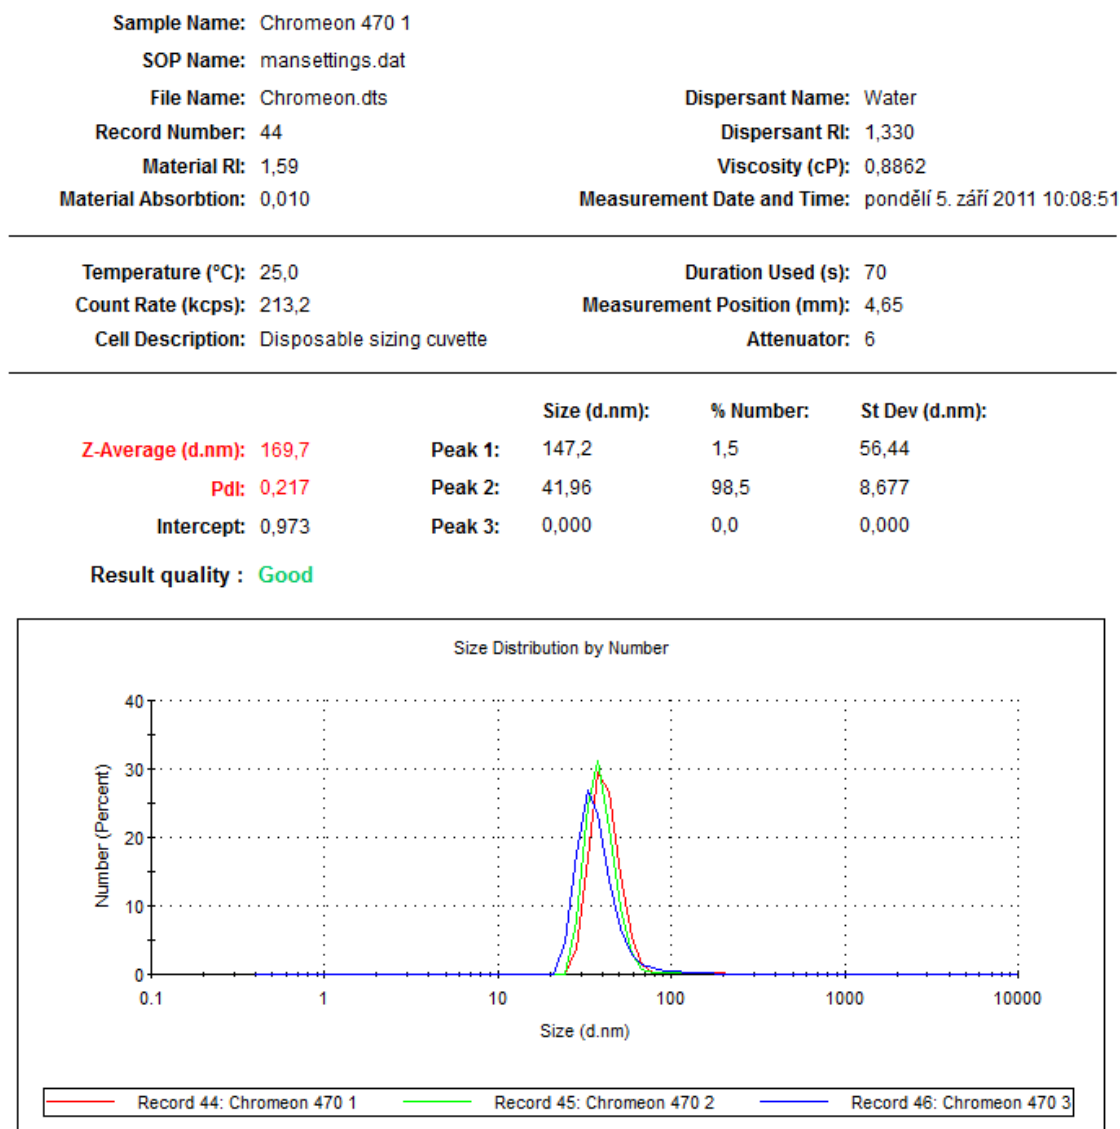 Sample Name: Chromeon 470 1
SOP Name: mansettings.dat
File Name: Chromeon.dts Dispersant Name: Water
Record Number: 44 Dispersant RI: 1,330
Material RI: 1,59 Viscosity (cP): 0,8862
Material Absorbtion: 0,010 Measurement Date and Time: pondělí 5. září 2011 10:08:51
Temperature (°C): 25,0 Duration Used (s): 70
Count Rate (kcps): 213,2 Measurement Position (mm): 4,65
Cell Description: Disposable sizing cuvette Attenuator: 6
Size (d.nm): % Number: St Dev (d.nm):
Z-Average (d.nm): 169,7 Peak 1: 147,2 1,5 56,44
PdI: 0,217 Peak 2: 41,96 98,5 8,677
Intercept: 0,973 Peak 3: 0,000 0,0 0,000
Result quality : Good
Size Distribution by Number
40
30
20
10
0
Number (Percent)
0.1 1 10 100 1000 10000
Size (d.nm)
Record 44: Chromeon 470 1 Record 45: Chromeon 470 2 Record 46: Chromeon 470 3